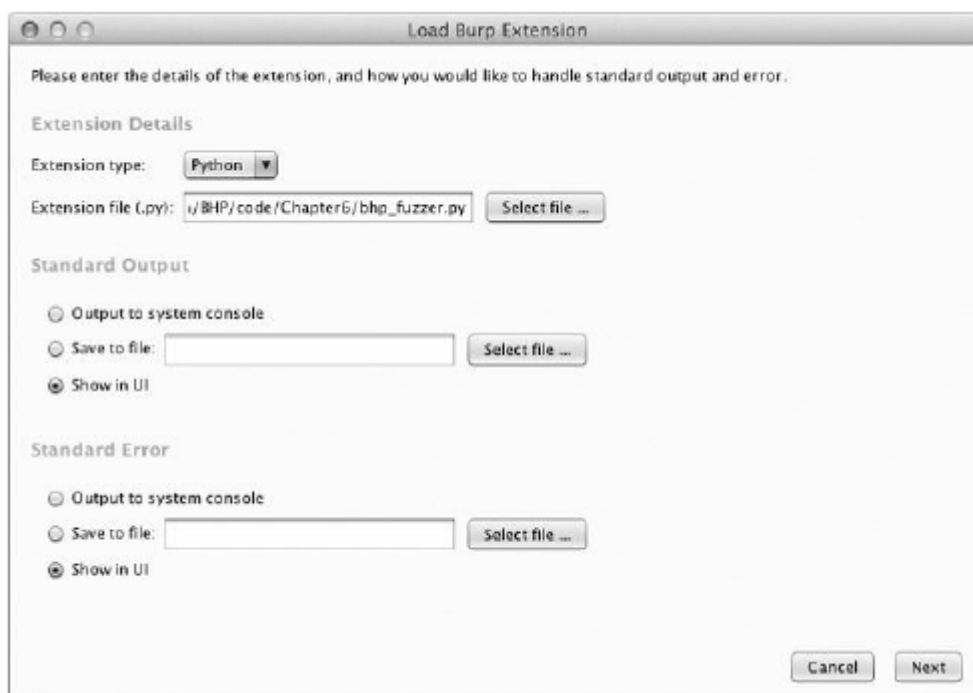 Load Burp Extension
Please enter the details of the extension, and how you would like to handle standard output and error.
Extension Details
Extension type: Python
Extension file (.py): ı/BHP/code/Chapter6/bhp_fuzzer.py Select file ...
Standard Output
Output to system console
Save to file: Select file ...
Show in UI
Standard Error
Output to system console
Save to file: Select file ...
Show in UI
Cancel Next